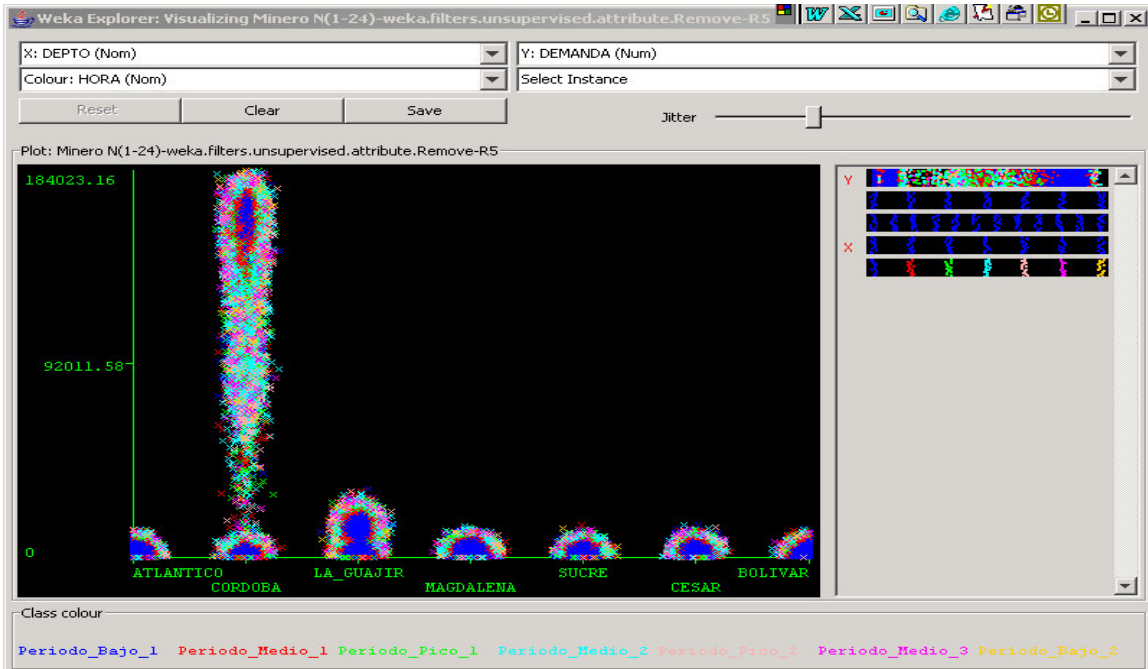 Weka Explorer: Visualizing Minero N(1-24)-weka.filters.unsupervised.attribute.Remove-R5
X: DEPTO (Nom)
Y: DEMANDA (Num)
Colour: HORA (Nom)
Select Instance
Reset
Clear
Save
Jitter
Plot: Minero N(1-24)-weka.filters.unsupervised.attribute.Remove-R5
184023.16
92011.58
0
ATLANTICO
CORDOBA
LA_GUAJIR
MAGDALENA
SUCRE
CESAR
BOLIVAR
Y
X
Class colour
Periodo_Bajo_1 Periodo_Medio_1 Periodo_Pico_1 Periodo_Medio_2 Periodo_Pico_2 Periodo_Medio_3 Periodo_Bajo_2